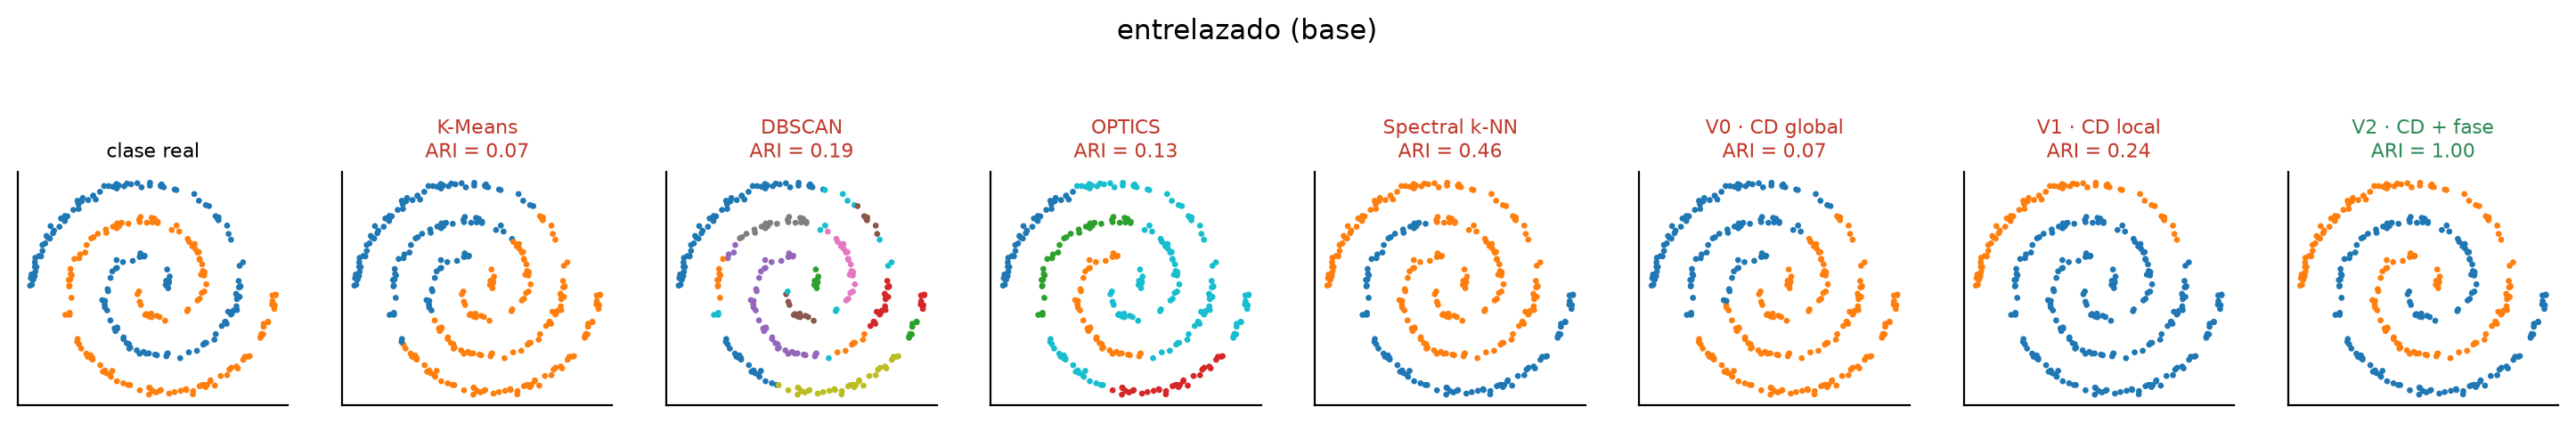 entrelazado (base)
clase real
K-Means
ARI = 0.07
DBSCAN
ARI = 0.19
OPTICS
ARI = 0.13
Spectral k-NN
ARI = 0.46
V0 · CD global
ARI = 0.07
V1 · CD local
ARI = 0.24
V2 · CD + fase
ARI = 1.00